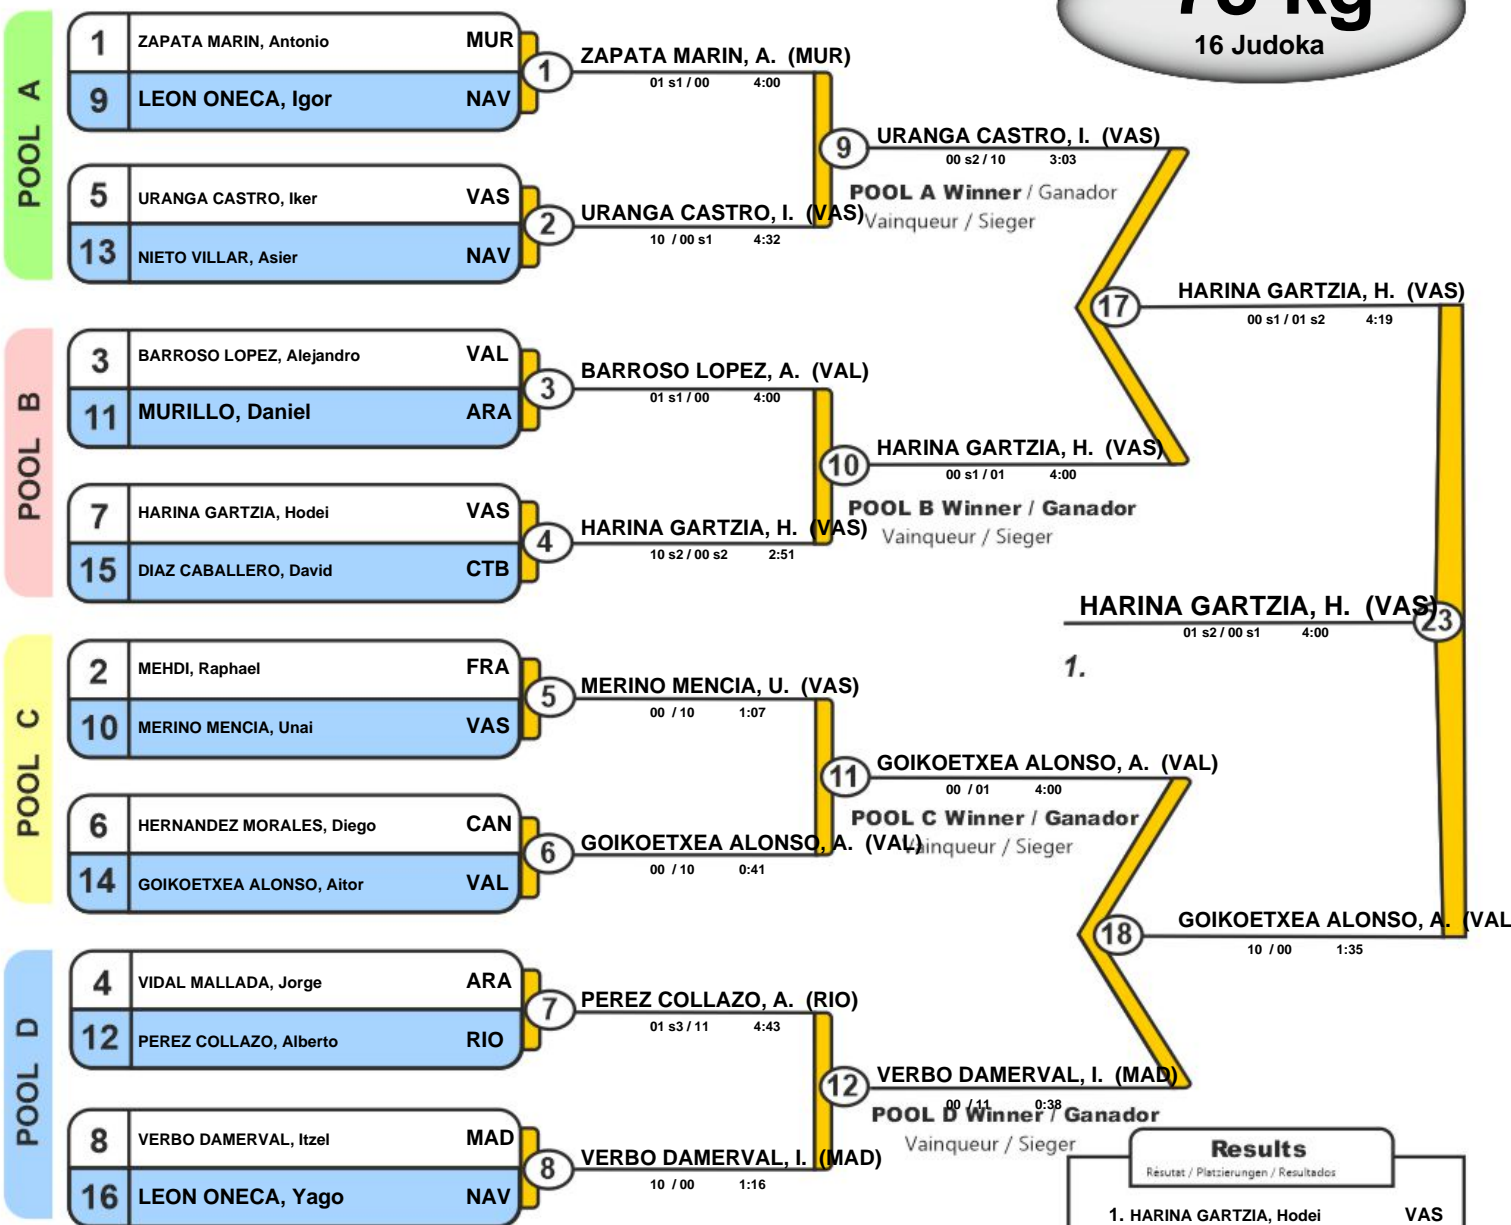 16 Judoka
POOL A
1 ZAPATA MARIN, Antonio MUR
9 LEON ONECA, Igor NAV
5 URANGA CASTRO, Iker VAS
13 NIETO VILLAR, Asier NAV
1 ZAPATA MARIN, A. (MUR)
01 s1 / 00 4:00
2 URANGA CASTRO, I. (VAS)
10 / 00 s1 4:32
9 URANGA CASTRO, I. (VAS)
00 s2 / 10 3:03
POOL A Winner / Ganador
Vainqueur / Sieger
POOL B
3 BARROSO LOPEZ, Alejandro VAL
11 MURILLO, Daniel ARA
7 HARINA GARTZIA, Hodei VAS
15 DIAZ CABALLERO, David CTB
3 BARROSO LOPEZ, A. (VAL)
01 s1 / 00 4:00
4 HARINA GARTZIA, H. (VAS)
10 s2 / 00 s2 2:51
10 HARINA GARTZIA, H. (VAS)
00 s1 / 01 4:00
POOL B Winner / Ganador
Vainqueur / Sieger
17 HARINA GARTZIA, H. (VAS)
00 s1 / 01 s2 4:19
HARINA GARTZIA, H. (VAS) 23
01 s2 / 00 s1 4:00
1.
POOL C
2 MEHDI, Raphael FRA
10 MERINO MENCIA, Unai VAS
6 HERNANDEZ MORALES, Diego CAN
14 GOIKOETXEA ALONSO, Aitor VAL
5 MERINO MENCIA, U. (VAS)
00 / 10 1:07
6 GOIKOETXEA ALONSO, A. (VAL)
00 / 10 0:41
11 GOIKOETXEA ALONSO, A. (VAL)
00 / 01 4:00
POOL C Winner / Ganador
Vainqueur / Sieger
18 GOIKOETXEA ALONSO, A. (VAL
10 / 00 1:35
POOL D
4 VIDAL MALLADA, Jorge ARA
12 PEREZ COLLAZO, Alberto RIO
8 VERBO DAMERVAL, Itzel MAD
16 LEON ONECA, Yago NAV
7 PEREZ COLLAZO, A. (RIO)
01 s3 / 11 4:43
8 VERBO DAMERVAL, I. (MAD)
10 / 00 1:16
12 VERBO DAMERVAL, I. (MAD)
00 / 11 0:38
POOL D Winner / Ganador
Vainqueur / Sieger
Results
Résutat / Platzierungen / Resultados
1. HARINA GARTZIA, Hodei VAS